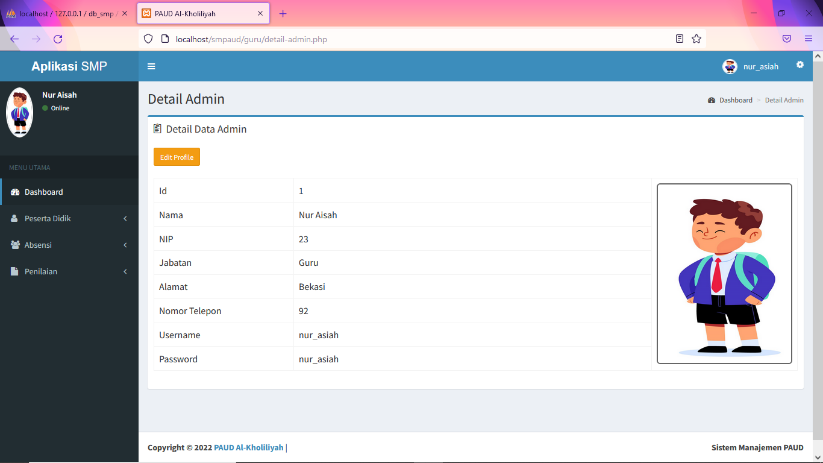 localhost / 127.0.0.1 / db_smp
PAUD Al-Kholiliyah
localhost/smpaud/guru/detail-admin.php
Aplikasi SMP
nur_asiah
Nur Aisah
Online
MENU UTAMA
Dashboard
Peserta Didik
Absensi
Penilaian
Detail Admin
Dashboard
Detail Admin
Detail Data Admin
Edit Profile
Id 1
Nama Nur Aisah
NIP 23
Jabatan Guru
Alamat Bekasi
Nomor Telepon 92
Username nur_asiah
Password nur_asiah
Copyright © 2022 PAUD Al-Kholiliyah |
Sistem Manajemen PAUD